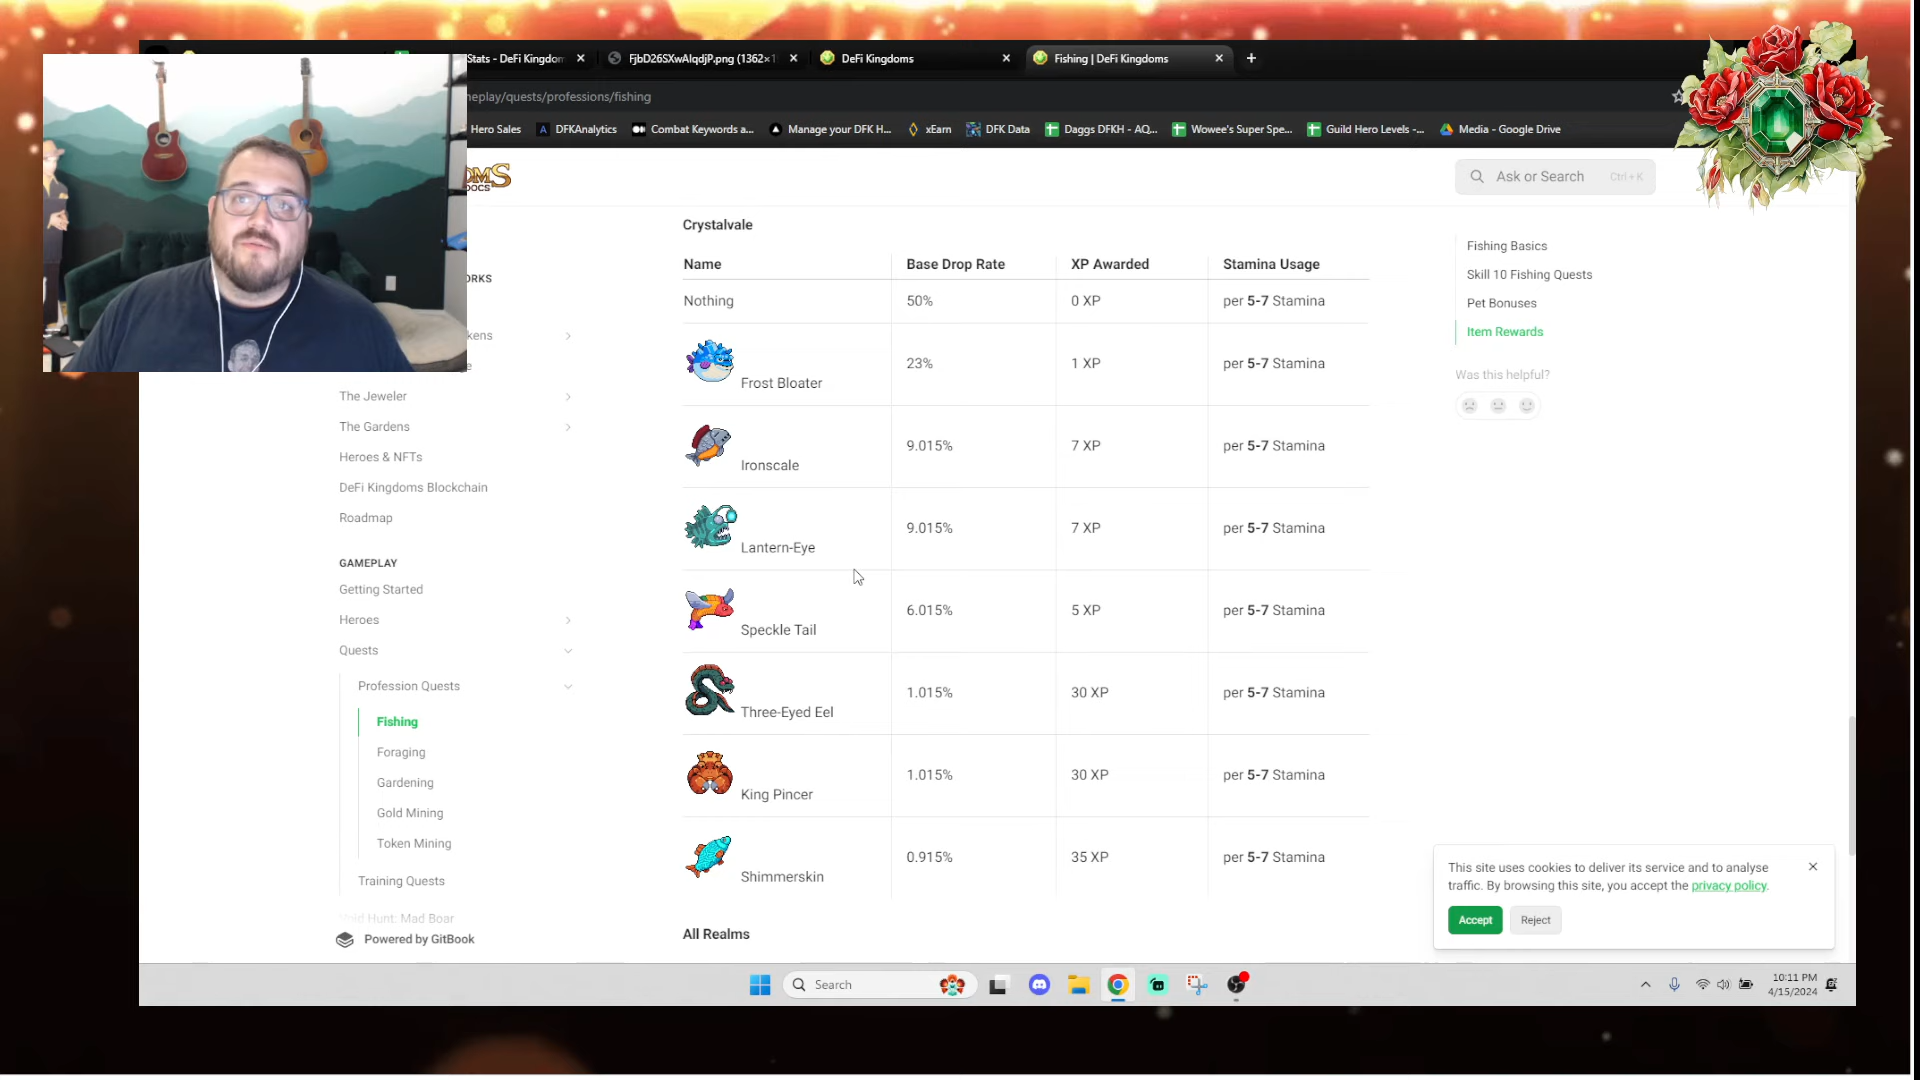 Stats - DeFi Kingdom
FjbD26SXwAIqdjP.png (1362×1
DeFi Kingdoms
Fishing | DeFi Kingdoms
neplay/quests/professions/fishing
Hero Sales
DFKAnalytics
Combat Keywords a...
Manage your DFK H...
xEarn
DFK Data
Daggs DFKH - AQ...
Wowee's Super Spe...
Guild Hero Levels -...
Media - Google Drive
OMS
DOCS
Ask or Search
Ctrl + K
ORKS
kens
e
The Jeweler
The Gardens
Heroes & NFTs
DeFi Kingdoms Blockchain
Roadmap
GAMEPLAY
Getting Started
Heroes
Quests
Profession Quests
Fishing
Foraging
Gardening
Gold Mining
Token Mining
Training Quests
Void Hunt: Mad Boar
Powered by GitBook
Crystalvale
Name Base Drop Rate XP Awarded Stamina Usage
Nothing 50% 0 XP per 5-7 Stamina
Frost Bloater 23% 1 XP per 5-7 Stamina
Ironscale 9.015% 7 XP per 5-7 Stamina
Lantern-Eye 9.015% 7 XP per 5-7 Stamina
Speckle Tail 6.015% 5 XP per 5-7 Stamina
Three-Eyed Eel 1.015% 30 XP per 5-7 Stamina
King Pincer 1.015% 30 XP per 5-7 Stamina
Shimmerskin 0.915% 35 XP per 5-7 Stamina
All Realms
Fishing Basics
Skill 10 Fishing Quests
Pet Bonuses
Item Rewards
Was this helpful?
This site uses cookies to deliver its service and to analyse
traffic. By browsing this site, you accept the privacy policy.
Accept
Reject
Search
10:11 PM
4/15/2024